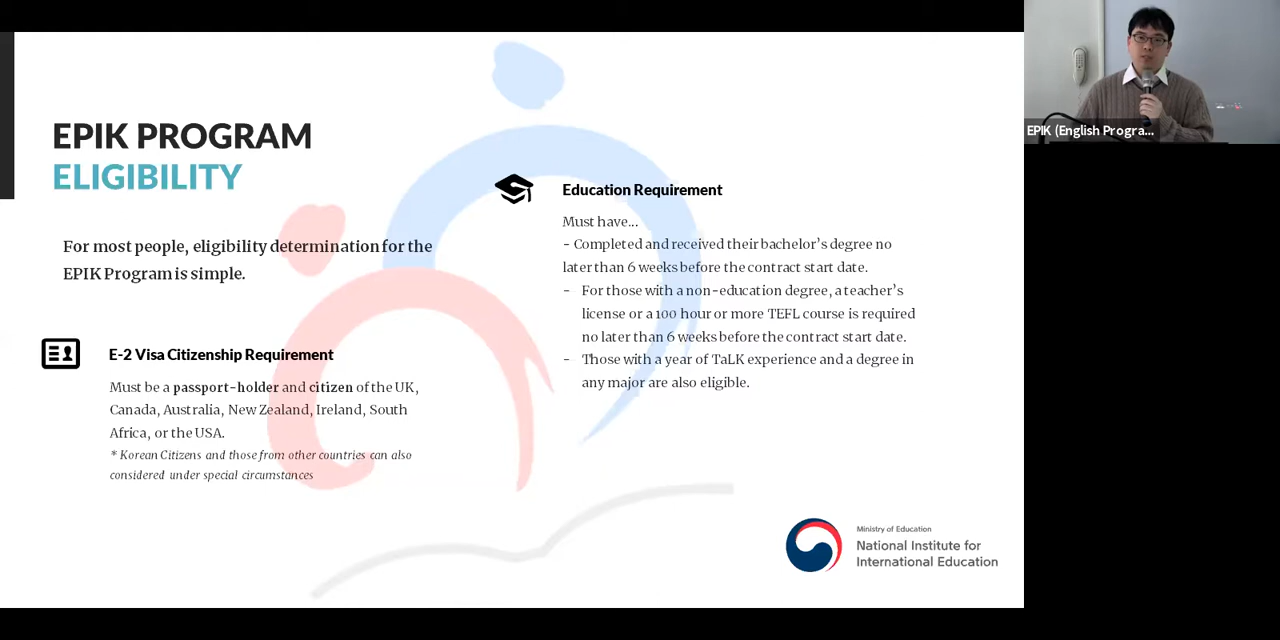 EPIK PROGRAM
ELIGIBILITY
For most people, eligibility determination for the
EPIK Program is simple.
E-2 Visa Citizenship Requirement
Must be a passport-holder and citizen of the UK,
Canada, Australia, New Zealand, Ireland, South
Africa, or the USA.
* Korean Citizens and those from other countries can also
considered under special circumstances
Education Requirement
Must have...
- Completed and received their bachelor's degree no
later than 6 weeks before the contract start date.
- For those with a non-education degree, a teacher's
license or a 100 hour or more TEFL course is required
no later than 6 weeks before the contract start date.
- Those with a year of TaLK experience and a degree in
any major are also eligible.
Ministry of Education
National Institute for
International Education
EPIK (English Progra...